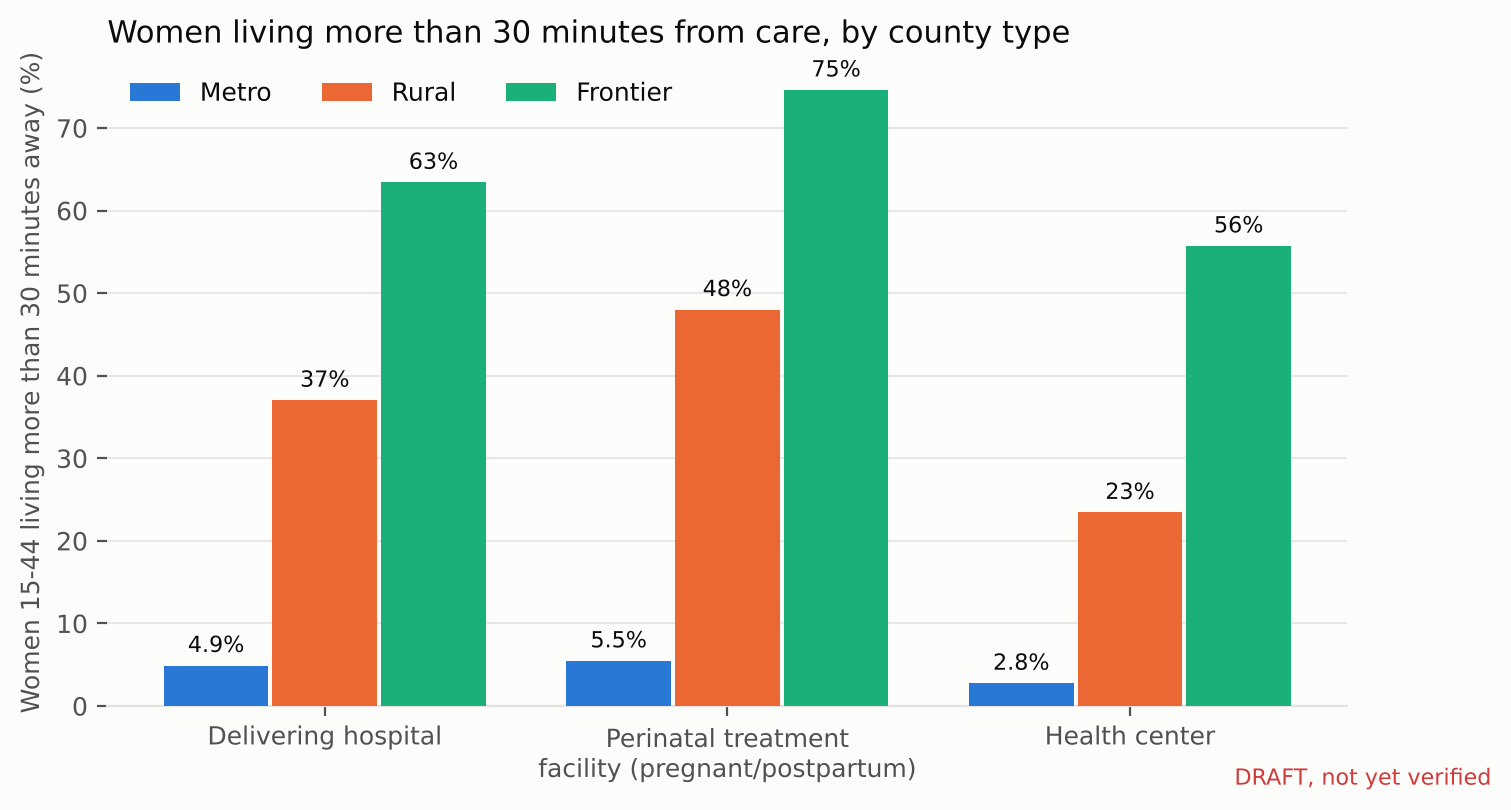 Women living more than 30 minutes from care, by county type
Metro Rural Frontier
Women 15-44 living more than 30 minutes away (%)
70
60
50
40
30
20
10
0
4.9%
37%
63%
5.5%
48%
75%
2.8%
23%
56%
Delivering hospital
Perinatal treatment
facility (pregnant/postpartum)
Health center
DRAFT, not yet verified